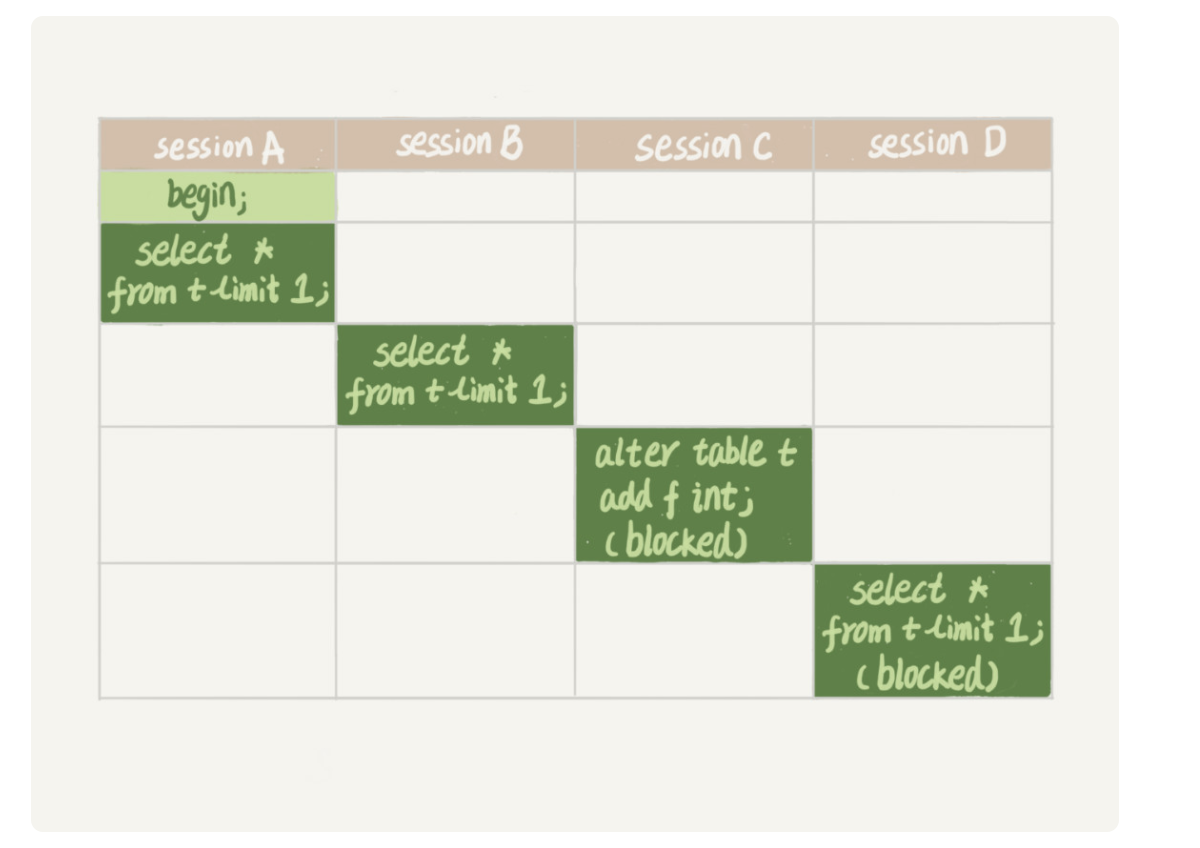 session A
session B
session C
session D
begin;
select *
from t limit 1;
select *
from t limit 1;
alter table t
add f int;
(blocked)
select *
from t limit 1;
(blocked)